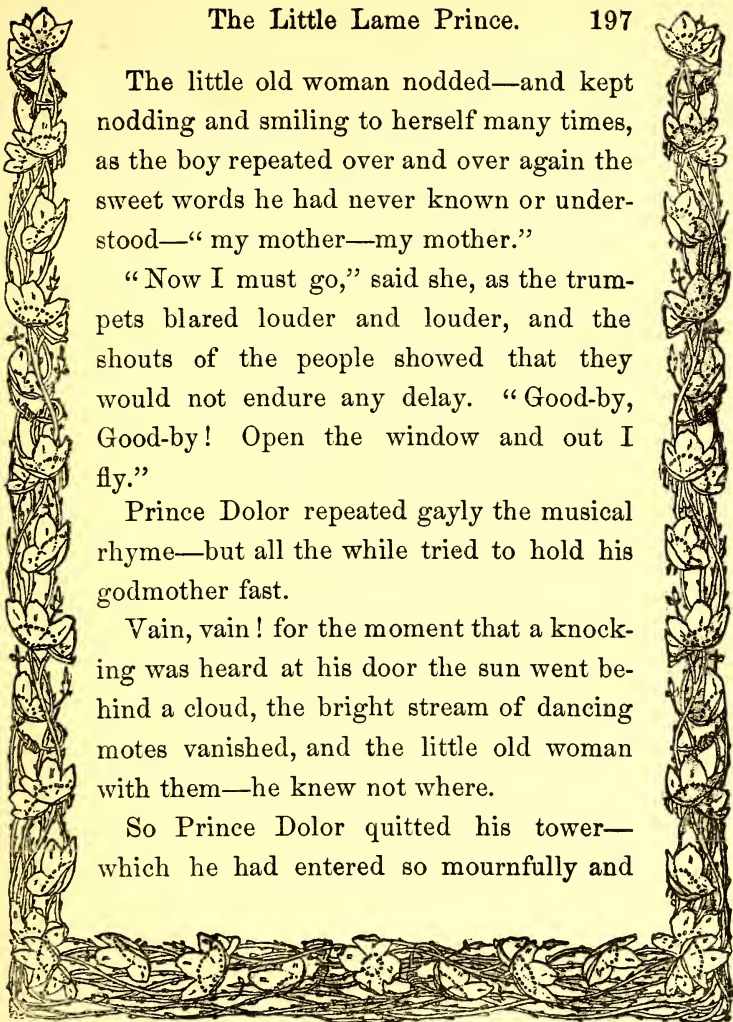 The Little Lame Prince. 197
The little old woman nodded—and kept
nodding and smiling to herself many times,
as the boy repeated over and over again the
sweet words he had never known or under-
stood—“ my mother—my mother.”
“ Now I must go,” said she, as the trum-
pets blared louder and louder, and the
shouts of the people showed that they
would not endure any delay. “ Good-by,
Good-by! Open the window and out I
fly.”
Prince Dolor repeated gayly the musical
rhyme—but all the while tried to hold his
godmother fast.
Vain, vain ! for the moment that a knock-
ing was heard at his door the sun went be-
hind a cloud, the bright stream of dancing
motes vanished, and the little old woman
with them—he knew not where.
So Prince Dolor quitted his tower—
which he had entered so mournfully and